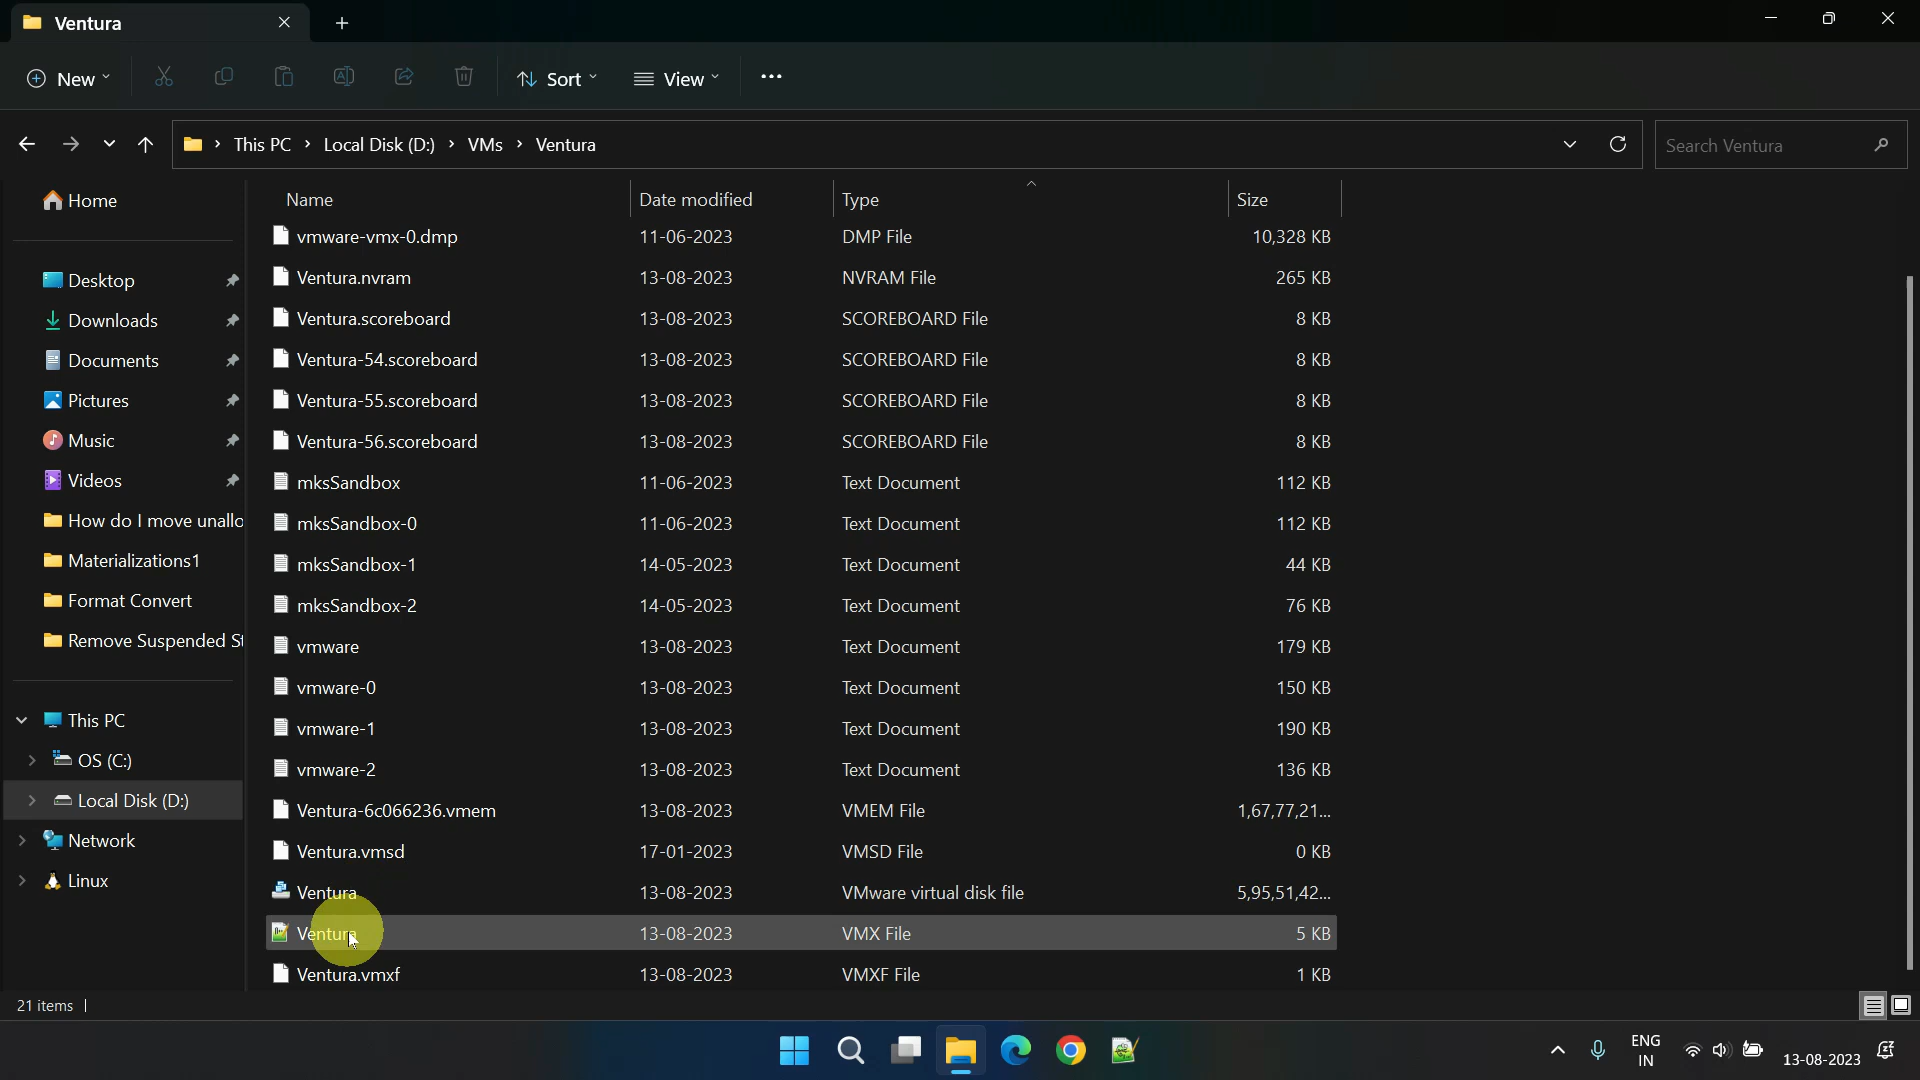 Ventura
New
Sort
View
This PC
Local Disk (D:)
VMs
Ventura
Search Ventura
Home
Desktop
Downloads
Documents
Pictures
Music
Videos
How do I move unallo
Materializations1
Format Convert
Remove Suspended St
This PC
OS (C:)
Local Disk (D:)
Network
Linux
Name Date modified Type Size
vmware-vmx-0.dmp 11-06-2023 DMP File 10,328 KB
Ventura.nvram 13-08-2023 NVRAM File 265 KB
Ventura.scoreboard 13-08-2023 SCOREBOARD File 8 KB
Ventura-54.scoreboard 13-08-2023 SCOREBOARD File 8 KB
Ventura-55.scoreboard 13-08-2023 SCOREBOARD File 8 KB
Ventura-56.scoreboard 13-08-2023 SCOREBOARD File 8 KB
mksSandbox 11-06-2023 Text Document 112 KB
mksSandbox-0 11-06-2023 Text Document 112 KB
mksSandbox-1 14-05-2023 Text Document 44 KB
mksSandbox-2 14-05-2023 Text Document 76 KB
vmware 13-08-2023 Text Document 179 KB
vmware-0 13-08-2023 Text Document 150 KB
vmware-1 13-08-2023 Text Document 190 KB
vmware-2 13-08-2023 Text Document 136 KB
Ventura-6c066236.vmem 13-08-2023 VMEM File 1,67,77,21...
Ventura.vmsd 17-01-2023 VMSD File 0 KB
Ventura 13-08-2023 VMware virtual disk file 5,95,51,42...
Ventura 13-08-2023 VMX File 5 KB
Ventura.vmxf 13-08-2023 VMXF File 1 KB
21 items
ENG
IN
13-08-2023